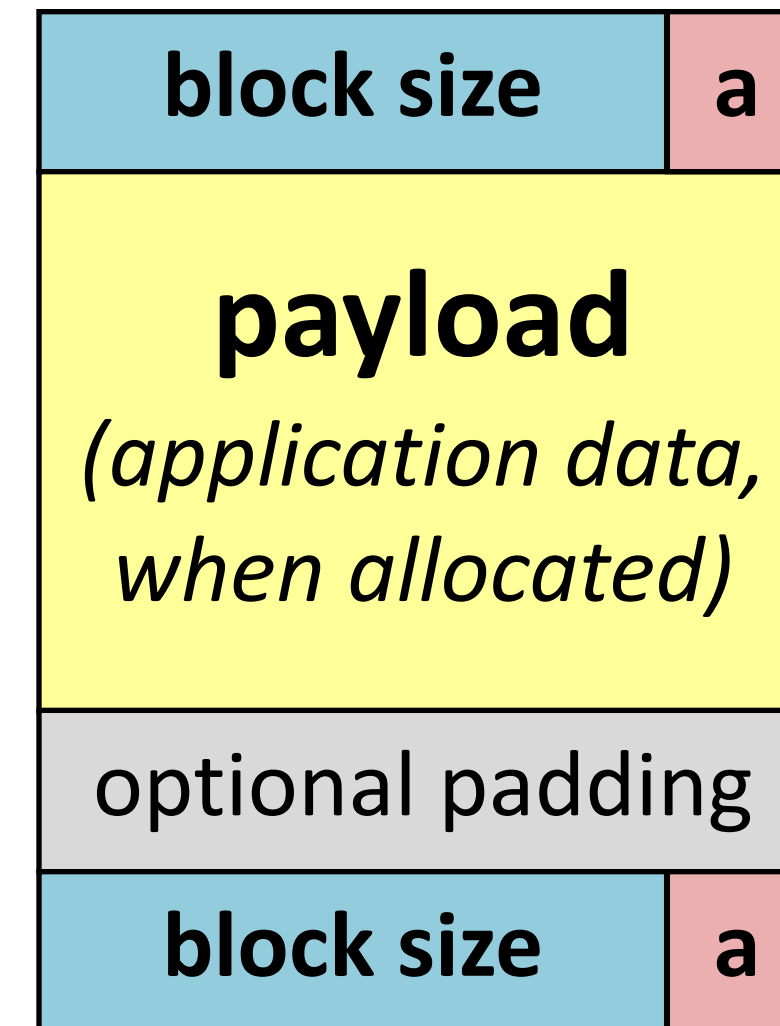 block size a
payload
(application data,
when allocated)
optional padding
block size a